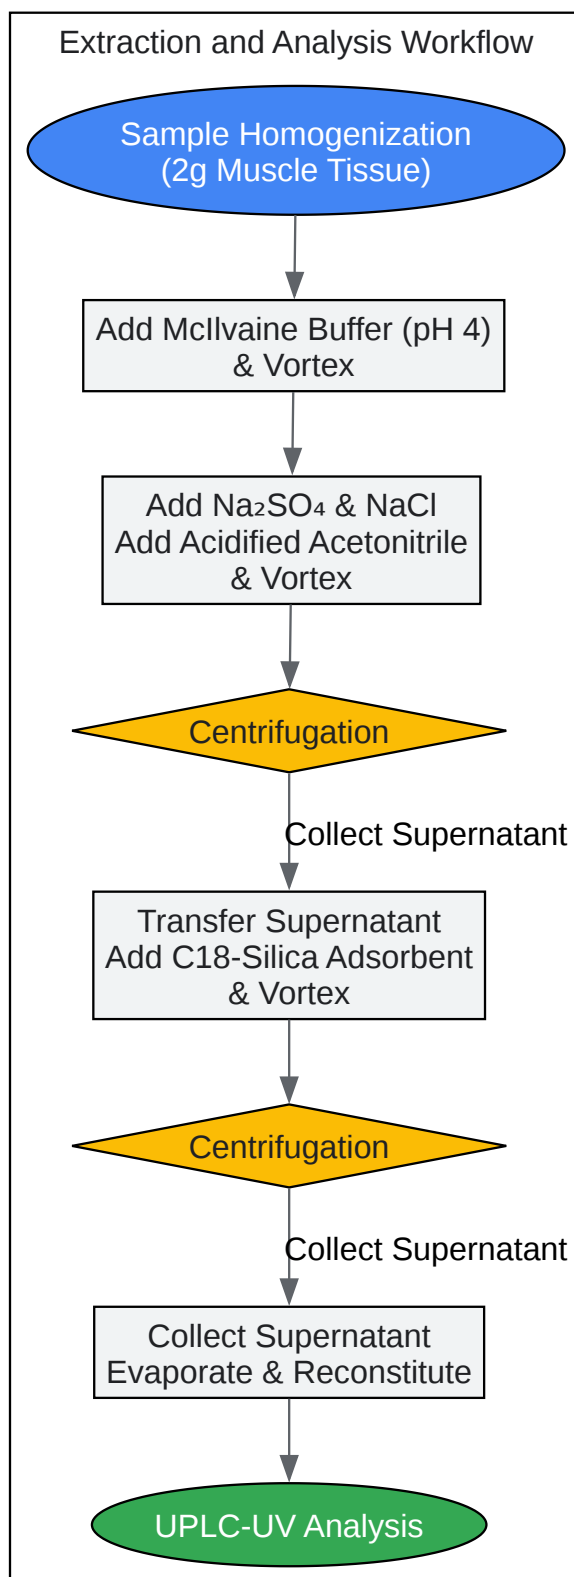 Extraction and Analysis Workflow
Sample Homogenization
(2g Muscle Tissue)
Add McIlvaine Buffer (pH 4)
& Vortex
Add Na₂SO₄ & NaCl
Add Acidified Acetonitrile
& Vortex
Centrifugation
Collect Supernatant
Transfer Supernatant
Add C18-Silica Adsorbent
& Vortex
Centrifugation
Collect Supernatant
Collect Supernatant
Evaporate & Reconstitute
UPLC-UV Analysis